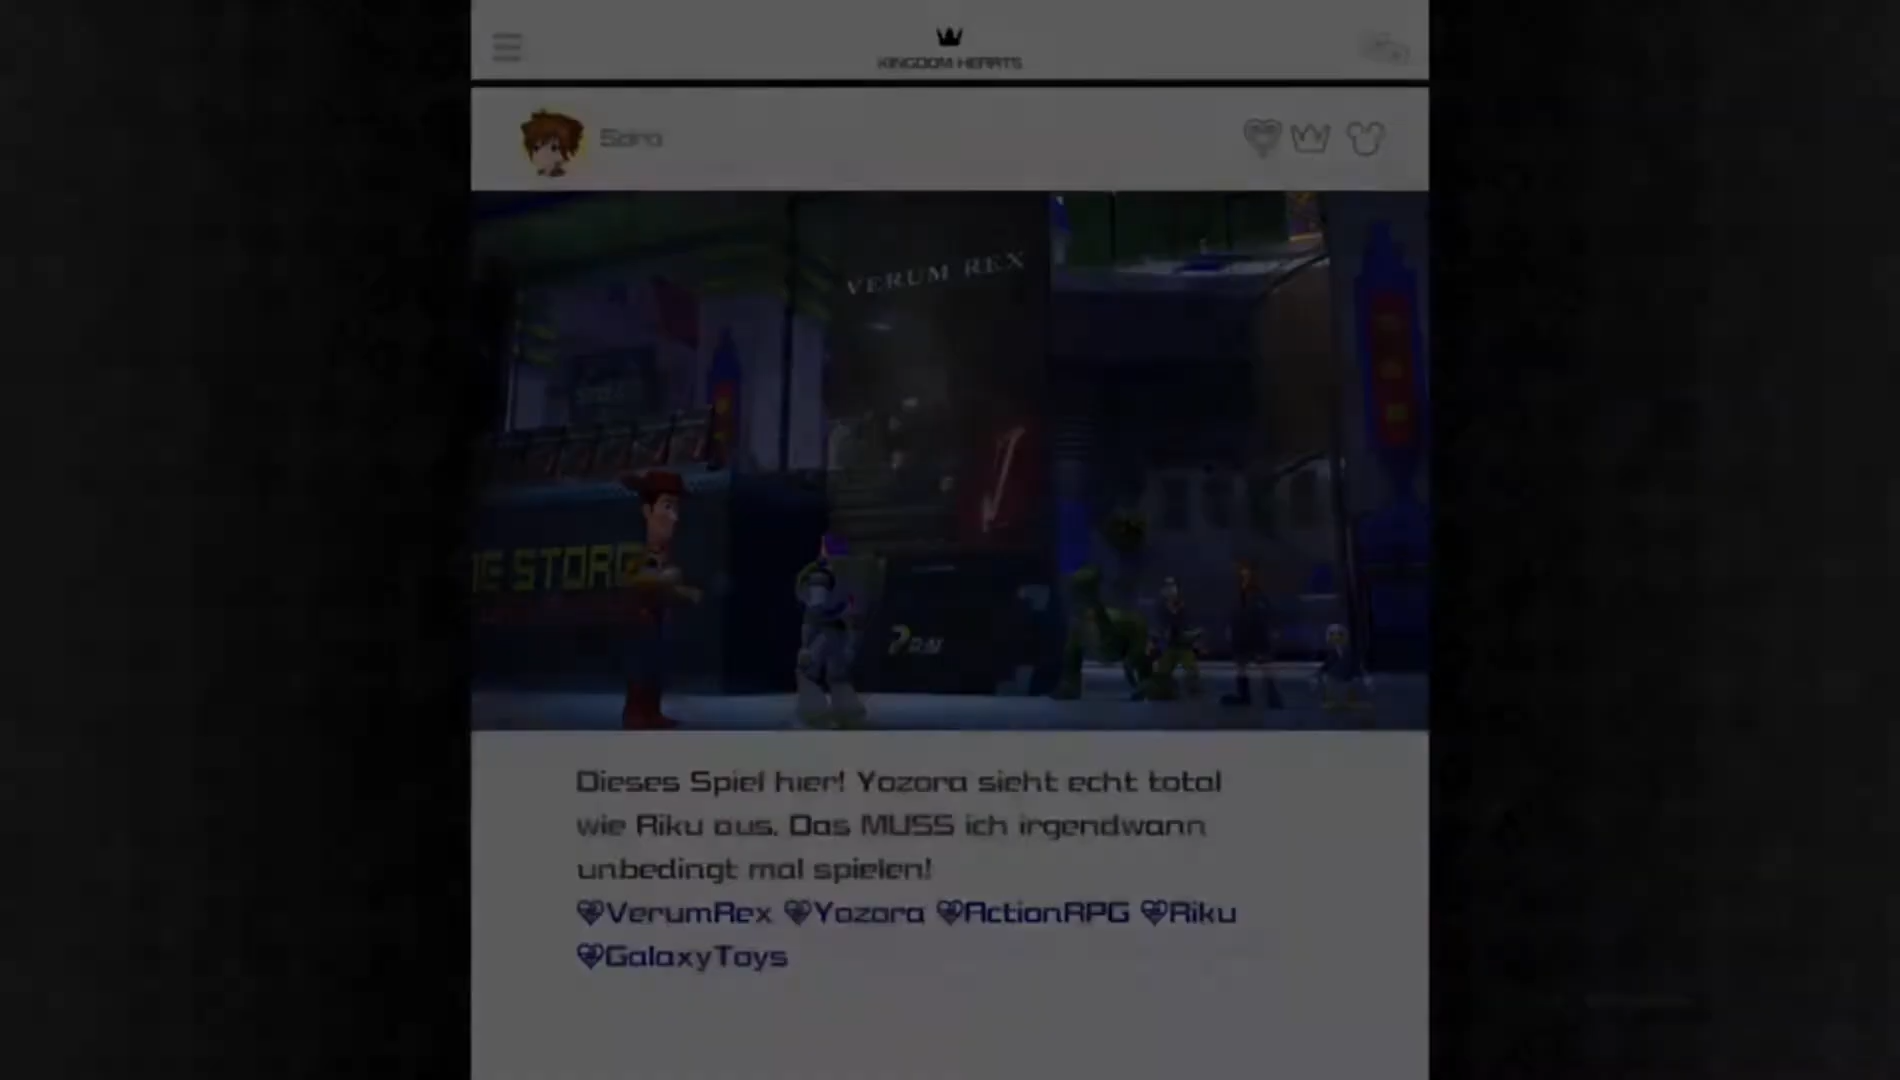 KINGDOM HEARTS
Sora
VERUM REX
STORE
Dieses Spiel hier! Yozora sieht echt total
wie Riku aus. Das MUSS ich irgendwann
unbedingt mal spielen!
VerumRex Yozora ActionRPG Riku
GalaxyToys